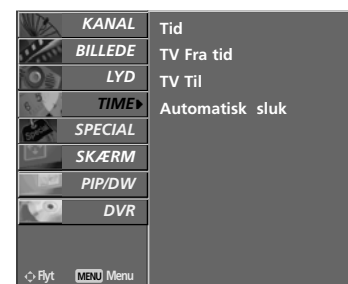 KANAL
BILLEDE
LYD
TIME
SPECIAL
SKÆRM
PIP/DW
DVR
Flyt MENU Menu
Tid
TV Fra tid
TV Til
Automatisk sluk